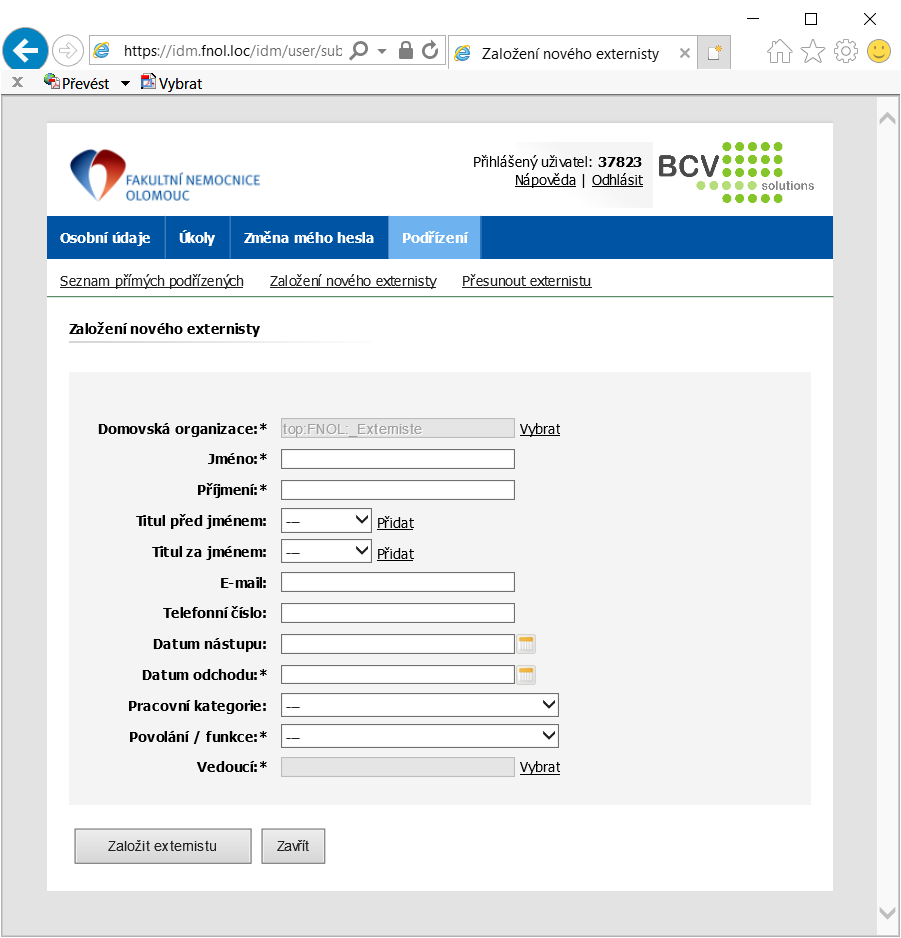 https://idm.fnol.loc/idm/user/sub
Založení nového externisty
x Převést Vybrat
FAKULTNÍ NEMOCNICE
OLOMOUC
Přihlášený uživatel: 37823
Nápověda | Odhlásit
BCV
solutions
Osobní údaje Úkoly Změna mého hesla Podřízení
Seznam přímých podřízených Založení nového externisty Přesunout externistu
Založení nového externisty
Domovská organizace:* top:FNOL:_Externiste Vybrat
Jméno:*
Příjmení:*
Titul před jménem: --- Přidat
Titul za jménem: --- Přidat
E-mail:
Telefonní číslo:
Datum nástupu:
Datum odchodu:*
Pracovní kategorie: ---
Povolání / funkce:* ---
Vedoucí:* Vybrat
Založit externistu Zavřít